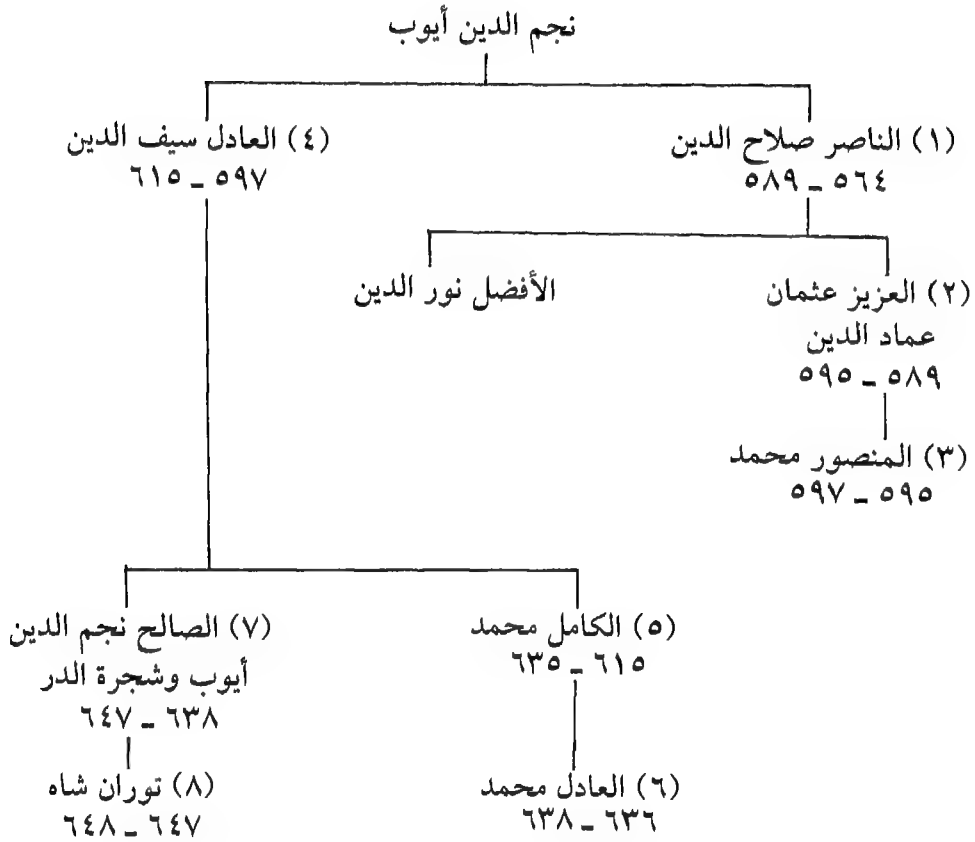 نجم الدين أيوب
(١) الناصر صلاح الدين
٥٦٤ ـ ٥٨٩
(٤) العادل سيف الدين
٥٩٧ ـ ٦١٥
(٢) العزيز عثمان
عماد الدين
٥٨٩ ـ ٥٩٥
الأفضل نور الدين
(٣) المنصور محمد
٥٩٥ ـ ٥٩٧
(٥) الكامل محمد
٦١٥ ـ ٦٣٥
(٧) الصالح نجم الدين
أيوب وشجرة الدر
٦٣٨ ـ ٦٤٧
(٦) العادل محمد
٦٣٦ ـ ٦٣٨
(٨) توران شاه
٦٤٧ ـ ٦٤٨